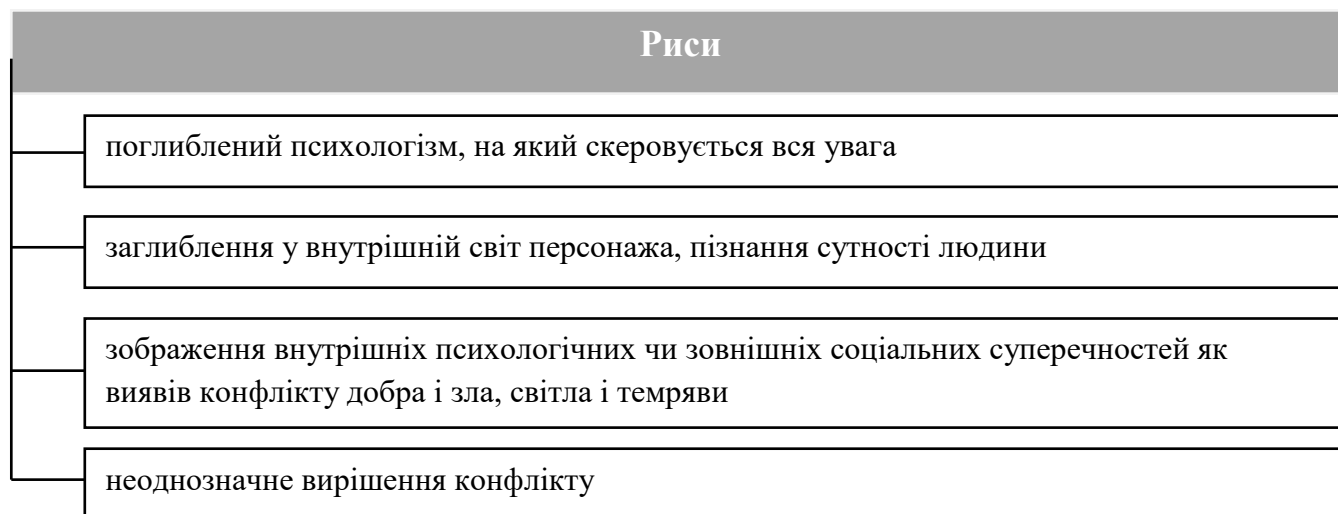 Риси
поглиблений психологізм, на який скеровується вся увага
заглиблення у внутрішній світ персонажа, пізнання сутності людини
зображення внутрішніх психологічних чи зовнішніх соціальних суперечностей як
виявів конфлікту добра і зла, світла і темряви
неоднозначне вирішення конфлікту